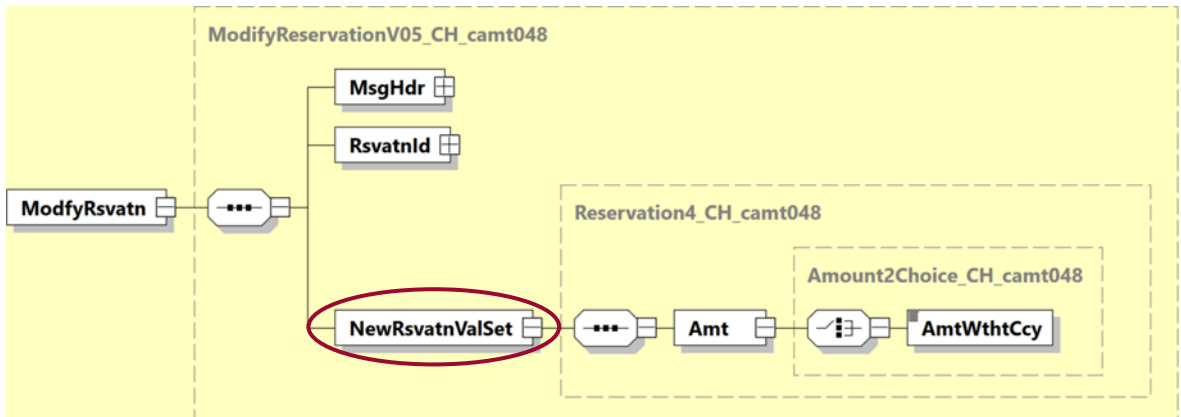 ModifyReservationV05_CH_camt048
MsgHdr
RsvatnId
ModfyRsvatn
Reservation4_CH_camt048
Amount2Choice_CH_camt048
NewRsvatnValSet
Amt
AmtWthtCcy